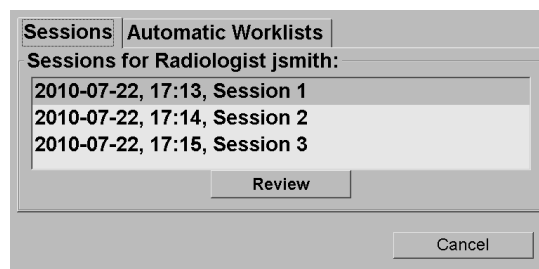 Sessions Automatic Worklists
Sessions for Radiologist jsmith:
2010-07-22, 17:13, Session 1
2010-07-22, 17:14, Session 2
2010-07-22, 17:15, Session 3
Review
Cancel